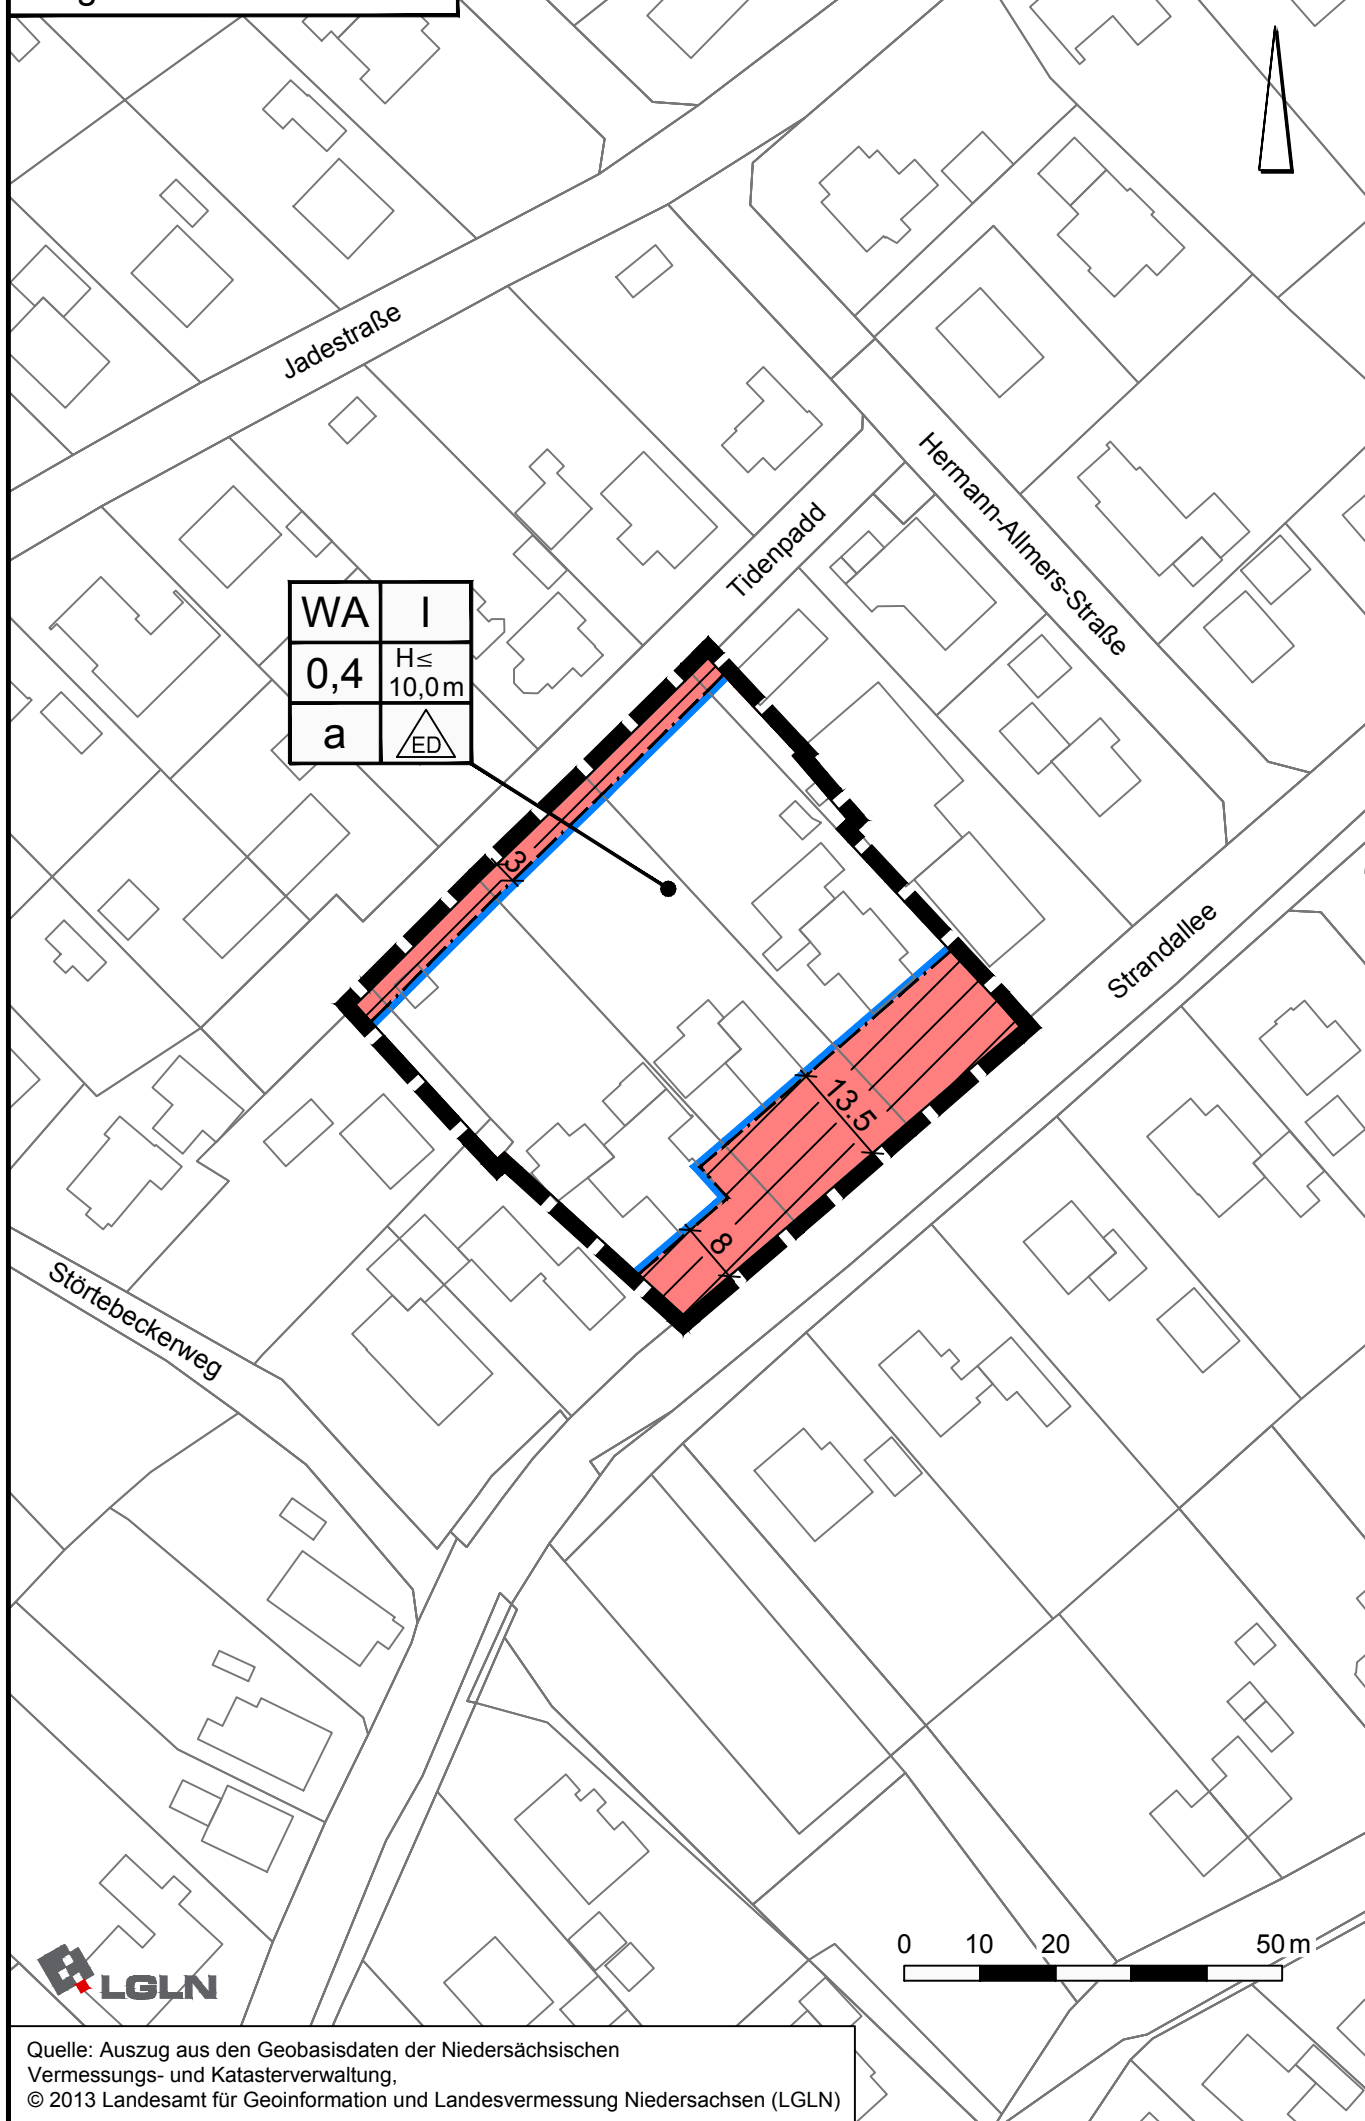 Jadestraße
Hermann-Allmers-Straße
Tidenpadd
WA I
0,4 H≤
10,0 m
a ED
3
Strandallee
13.5
8
Störtebeckerweg
0 10 20 50 m
LGLN
Quelle: Auszug aus den Geobasisdaten der Niedersächsischen
Vermessungs- und Katasterverwaltung,
© 2013 Landesamt für Geoinformation und Landesvermessung Niedersachsen (LGLN)